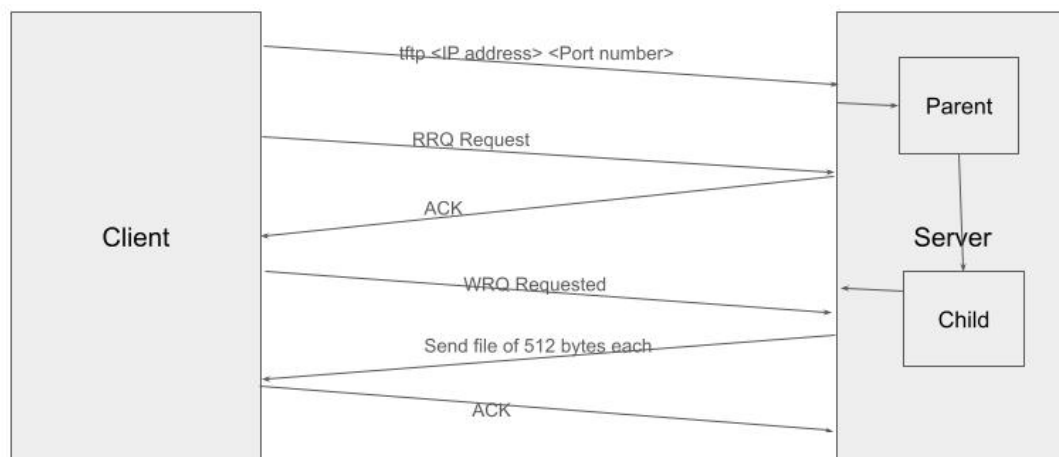 tftp <IP address> <Port number>
Parent
RRQ Request
ACK
Client
Server
WRQ Requested
Child
Send file of 512 bytes each
ACK